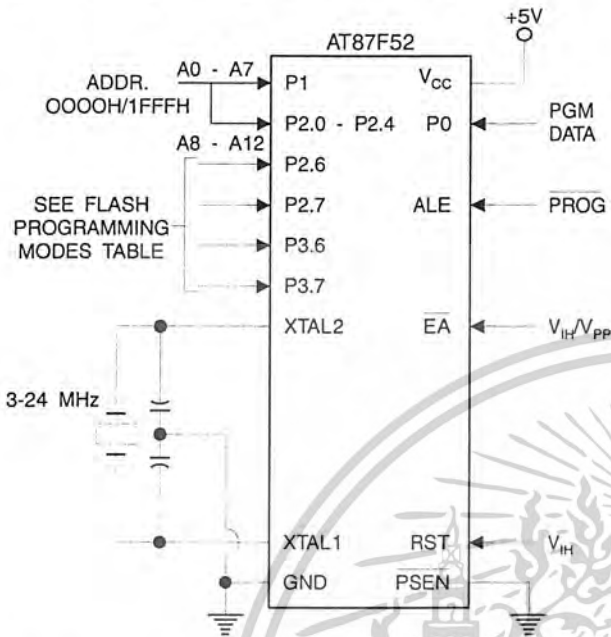 +5V
AT87F52
ADDR.
OOOOH/1FFFH
A0 - A7
P1
VCC
P2.0 - P2.4
P0
PGM
DATA
A8 - A12
P2.6
SEE FLASH
PROGRAMMING
MODES TABLE
P2.7
ALE
PROG
P3.6
P3.7
XTAL2
EA
VIH/VPP
3-24 MHz
XTAL1
RST
VIH
GND
PSEN